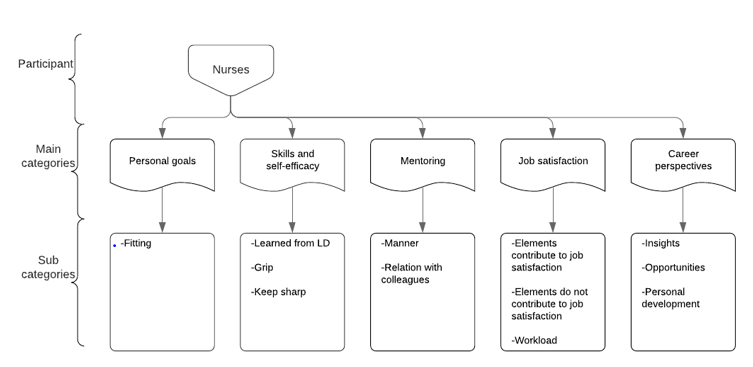 Participant
Nurses
Main
categories
Personal goals
Skills and
self-efficacy
Mentoring
Job satisfaction
Career
perspectives
Sub
categories
-Fitting
-Learned from LD
-Grip
-Keep sharp
-Manner
-Relation with
colleagues
-Elements
contribute to job
satisfaction
-Elements do not
contribute to job
satisfaction
-Workload
-Insights
-Opportunities
-Personal
development